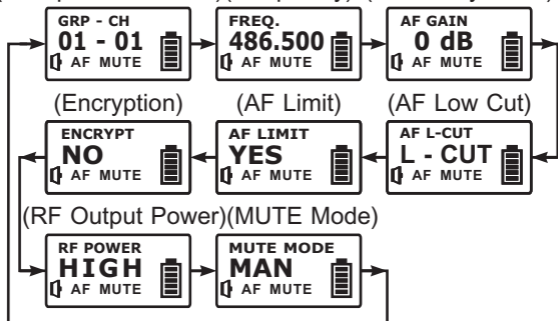 GRP - CH FREQ. AF GAIN
01 - 01 486.500 0 dB
AF MUTE AF MUTE AF MUTE
(Encryption) (AF Limit) (AF Low Cut)
ENCRYPT AF LIMIT AF L-CUT
NO YES L - CUT
AF MUTE AF MUTE AF MUTE
(RF Output Power)(MUTE Mode)
RF POWER MUTE MODE
HIGH MAN
AF MUTE AF MUTE